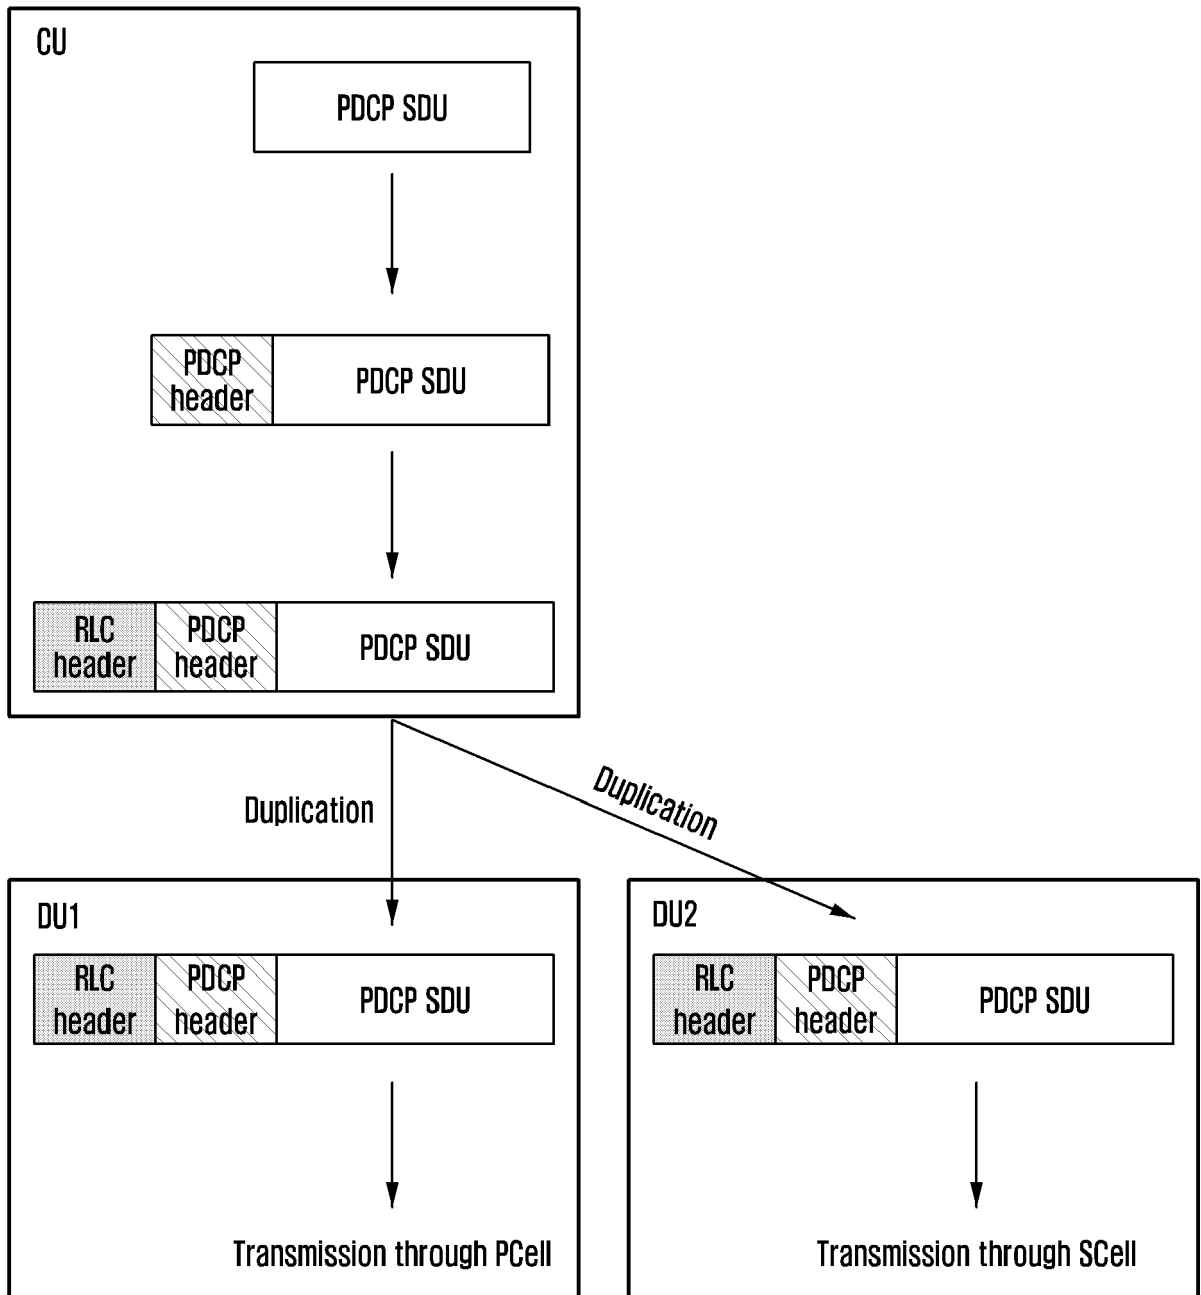 CU
PDCP SDU
PDCP
header
PDCP SDU
RLC
header
PDCP
header
PDCP SDU
Duplication
Duplication
DU1
RLC
header
PDCP
header
PDCP SDU
Transmission through PCell
DU2
RLC
header
PDCP
header
PDCP SDU
Transmission through SCell